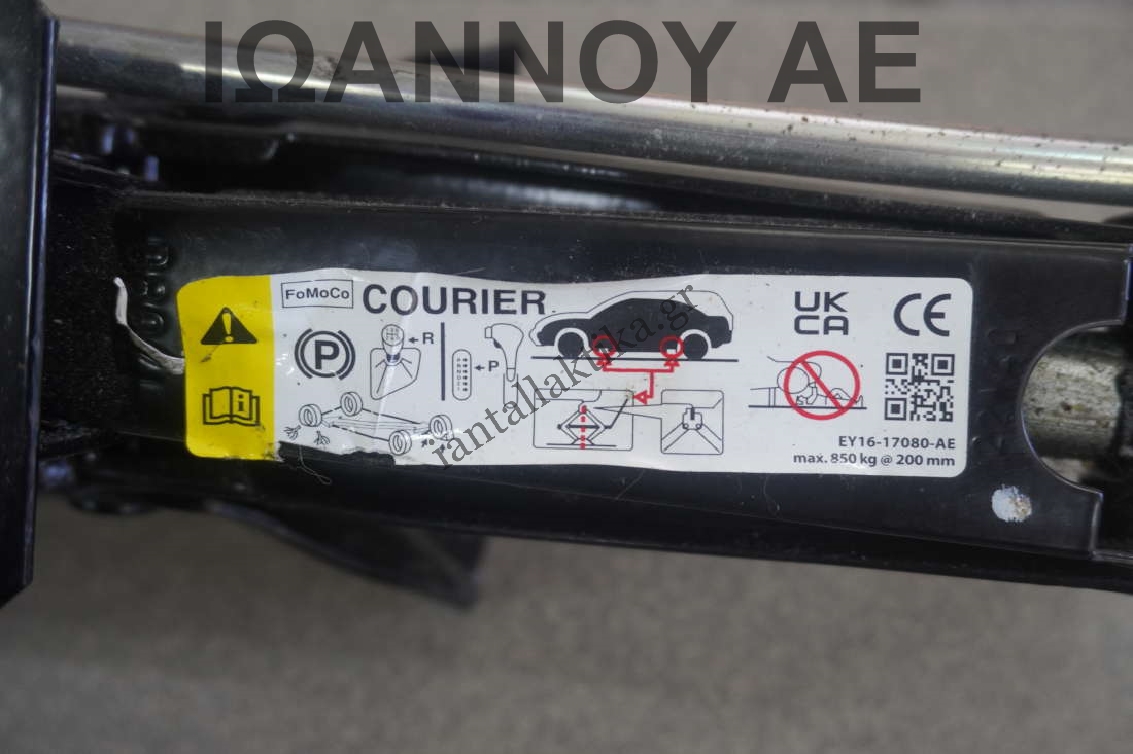 ΙΩΑΝΝΟΥ ΑΕ
FoMoCo COURIER
UK
CA
CE
P
R
P
i
rantallaktika.gr
EY16-17080-AE
max. 850 kg @ 200 mm